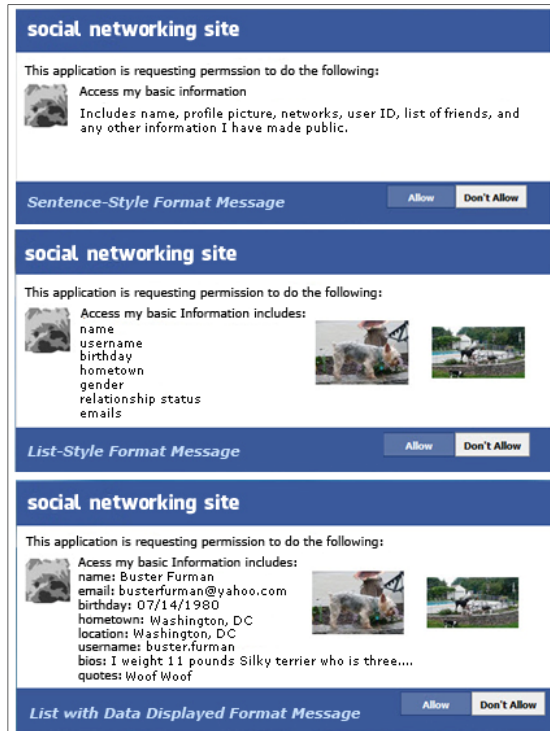 social networking site
This application is requesting permssion to do the following:
Access my basic information
Includes name, profile picture, networks, user ID, list of friends, and
any other information I have made public.
Sentence-Style Format Message
Allow
Don't Allow
social networking site
This application is requesting permission to do the following:
Access my basic Information includes:
name
username
birthday
hometown
gender
relationship status
emails
List-Style Format Message
Allow
Don't Allow
social networking site
This application is requesting permission to do the following:
Acess my basic Information includes:
name: Buster Furman
email: busterfurman@yahoo.com
birthday: 07/14/1980
hometown: Washington, DC
location: Washington, DC
username: buster.furman
bios: I weight 11 pounds Silky terrier who is three....
quotes: Woof Woof
List with Data Displayed Format Message
Allow
Don't Allow